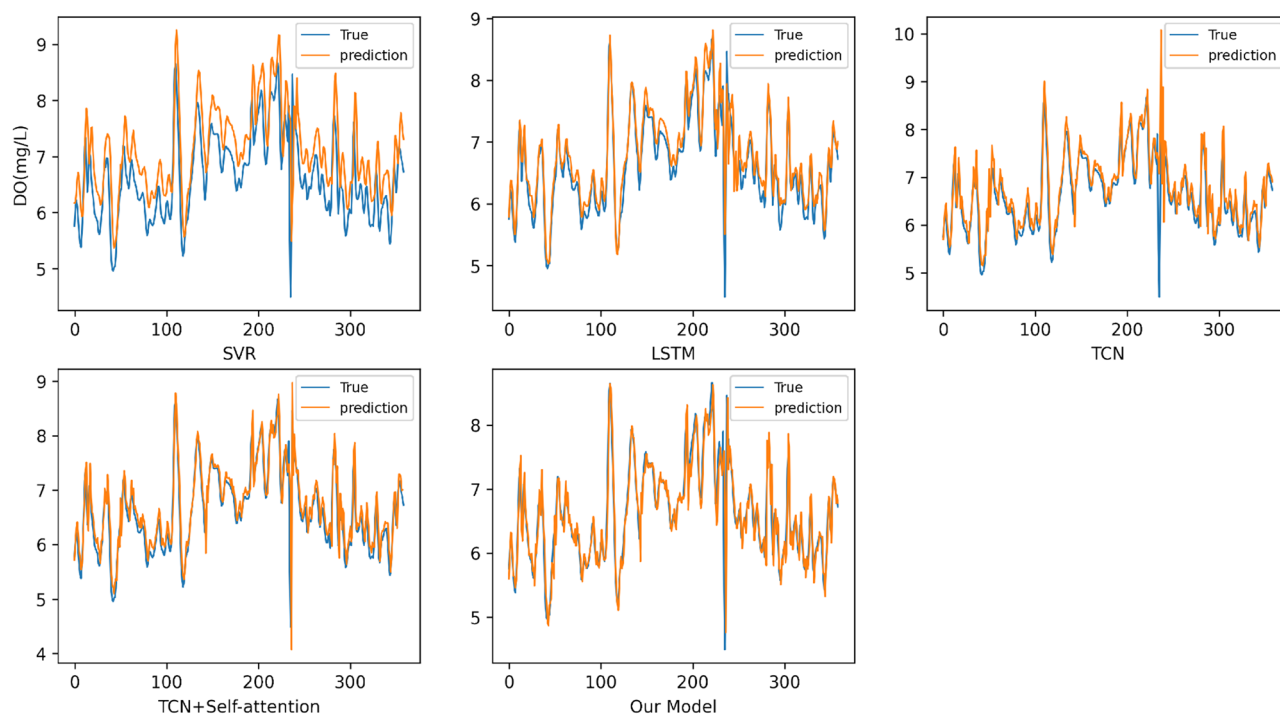 True
prediction
9
8
7
6
5
DO(mg/L)
0
100
200
300
SVR
True
prediction
9
8
7
6
5
0
100
200
300
LSTM
True
prediction
10
9
8
7
6
5
0
100
200
300
TCN
True
prediction
9
8
7
6
5
4
0
100
200
300
TCN+Self-attention
True
prediction
8
7
6
5
0
100
200
300
Our Model